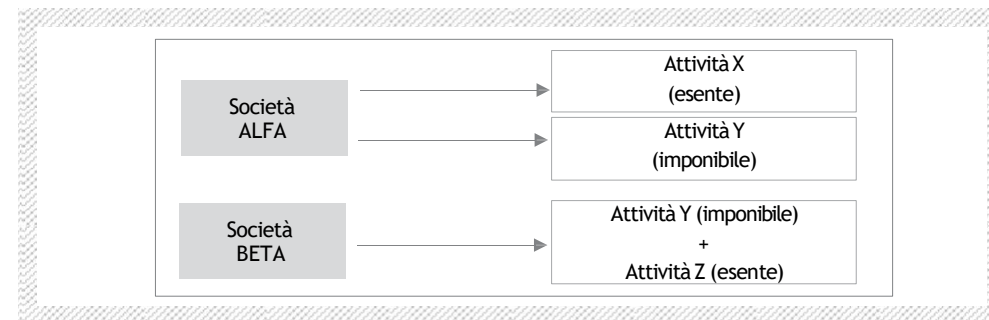 Società
ALFA
Attività X
(esente)
Attività Y
(imponibile)
Società
BETA
Attività Y (imponibile)
+
Attività Z (esente)